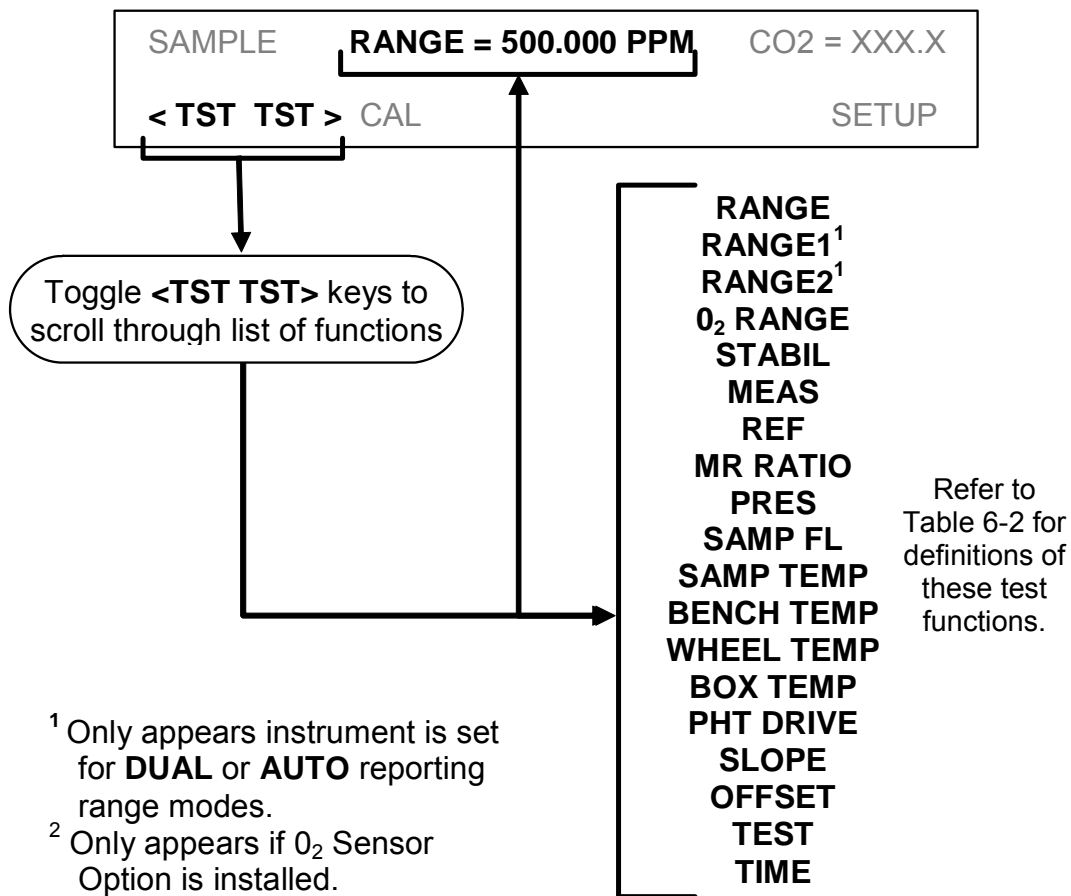 SAMPLE RANGE = 500.000 PPM CO2 = XXX.X
< TST TST > CAL SETUP
Toggle <TST TST> keys to
scroll through list of functions
RANGE
RANGE1¹
RANGE2¹
0₂ RANGE
STABIL
MEAS
REF
MR RATIO
PRES
SAMP FL
SAMP TEMP
BENCH TEMP
WHEEL TEMP
BOX TEMP
PHT DRIVE
SLOPE
OFFSET
TEST
TIME
Refer to
Table 6-2 for
definitions of
these test
functions.
¹ Only appears instrument is set
for DUAL or AUTO reporting
range modes.
² Only appears if 0₂ Sensor
Option is installed.